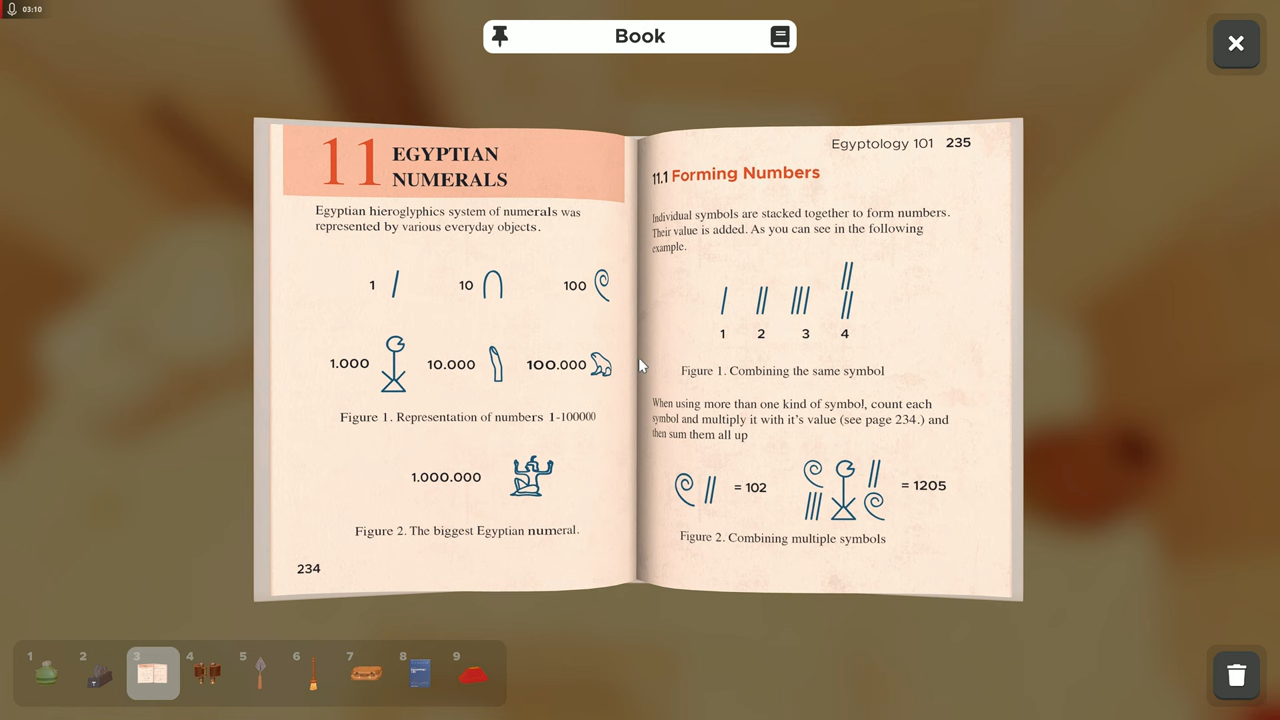 03:10
Book
11 EGYPTIAN
NUMERALS
Egyptian hieroglyphics system of numerals was
represented by various everyday objects.
1 10 100
1.000 10.000 100.000
Figure 1. Representation of numbers 1-100000
1.000.000
Figure 2. The biggest Egyptian numeral.
234
Egyptology 101 235
11.1 Forming Numbers
Individual symbols are stacked together to form numbers.
Their value is added. As you can see in the following
example.
1 2 3 4
Figure 1. Combining the same symbol
When using more than one kind of symbol, count each
symbol and multiply it with it's value (see page 234.) and
then sum them all up
= 102 = 1205
Figure 2. Combining multiple symbols
1 2 3 4 5 6 7 8 9